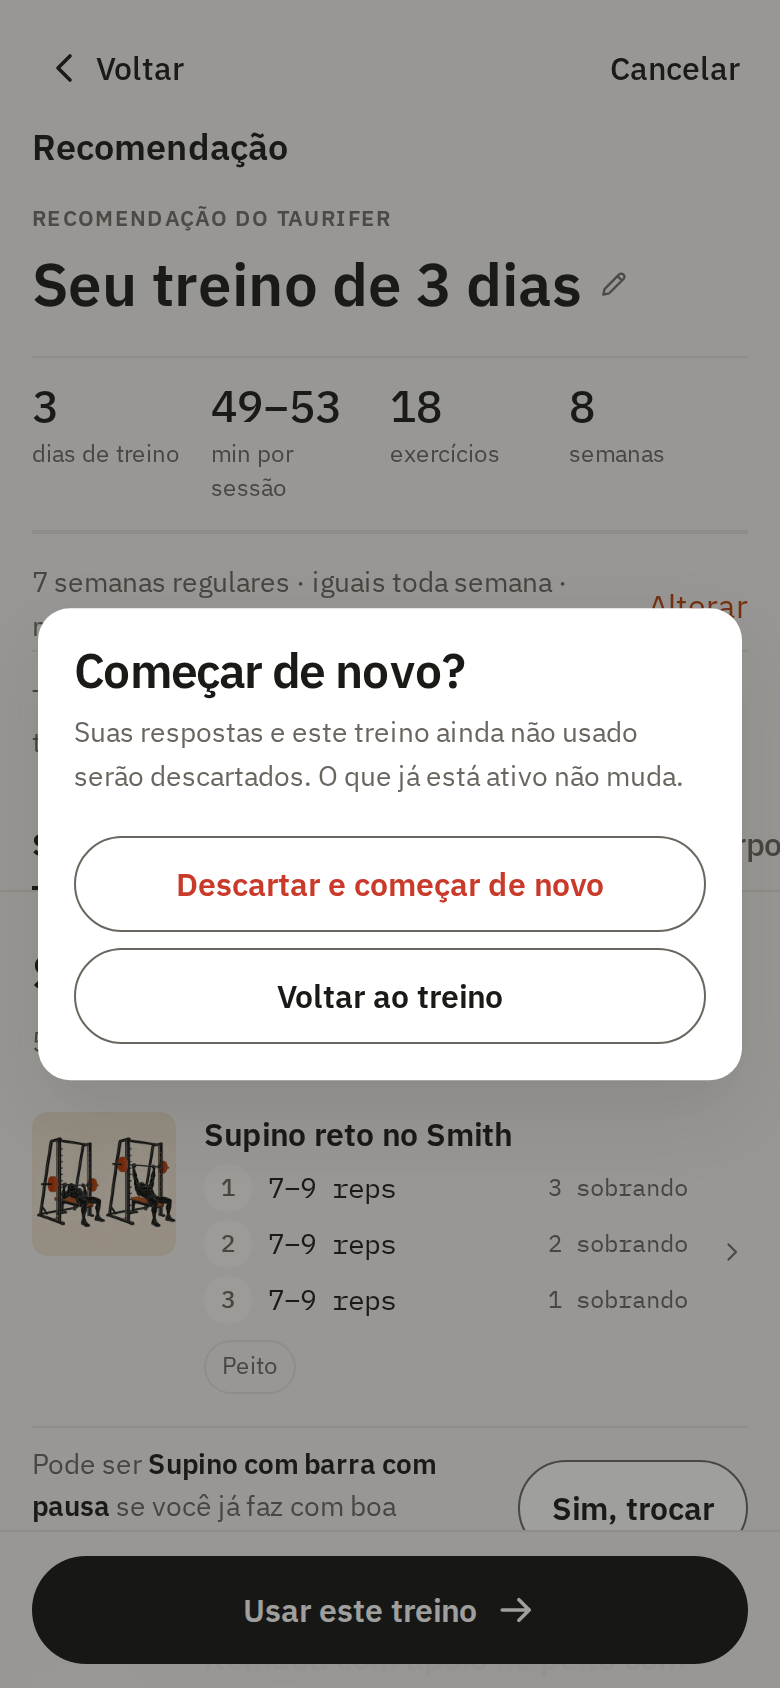 Voltar
Cancelar
Recomendação
RECOMENDAÇÃO DO TAURIFER
Seu treino de 3 dias
3
dias de treino
49–53
min por
sessão
18
exercícios
8
semanas
7 semanas regulares · iguais toda semana ·
Alterar
Começar de novo?
Suas respostas e este treino ainda não usado
serão descartados. O que já está ativo não muda.
Descartar e começar de novo
Voltar ao treino
Supino reto no Smith
1 7–9 reps 3 sobrando
2 7–9 reps 2 sobrando
3 7–9 reps 1 sobrando
Peito
Pode ser Supino com barra com
pausa se você já faz com boa
Sim, trocar
Usar este treino